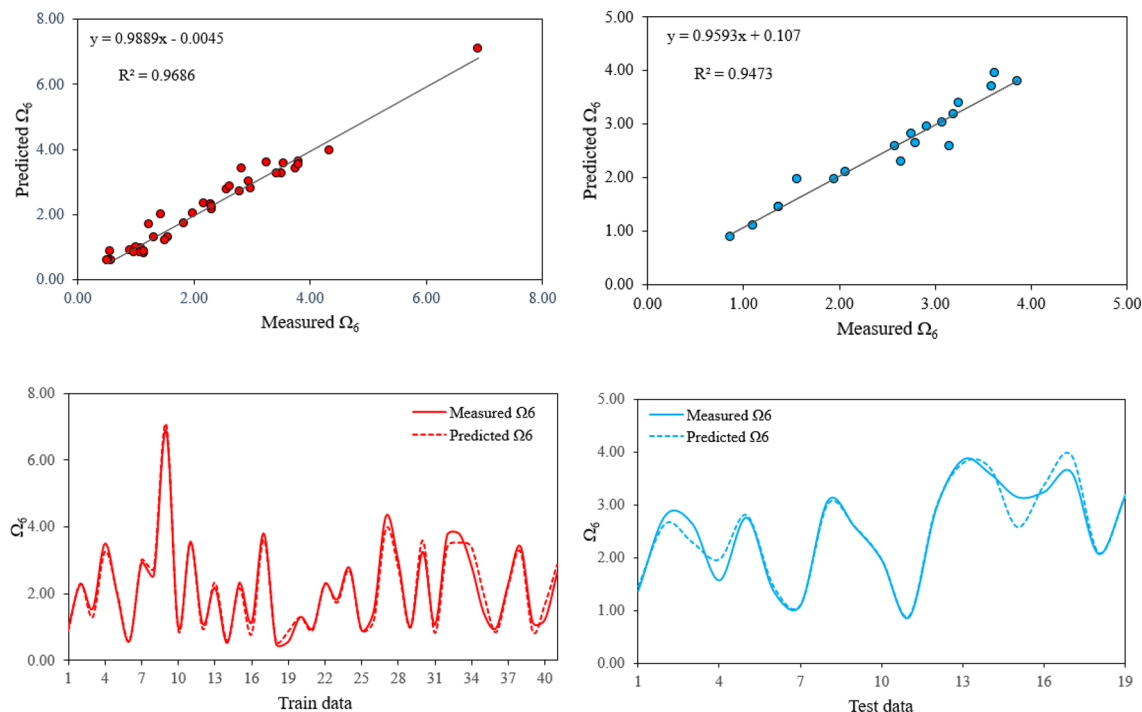 8.00
y = 0.9889x - 0.0045
R² = 0.9686
6.00
4.00
2.00
0.00
Predicted Ω₆
0.00 2.00 4.00 6.00 8.00
Measured Ω₆
5.00
y = 0.9593x + 0.107
R² = 0.9473
4.00
3.00
2.00
1.00
0.00
Predicted Ω₆
0.00 1.00 2.00 3.00 4.00 5.00
Measured Ω₆
8.00
6.00
4.00
2.00
0.00
Ω₆
Measured Ω6
Predicted Ω6
1 4 7 10 13 16 19 22 25 28 31 34 37 40
Train data
5.00
4.00
3.00
2.00
1.00
0.00
Ω₆
Measured Ω6
Predicted Ω6
1 4 7 10 13 16 19
Test data